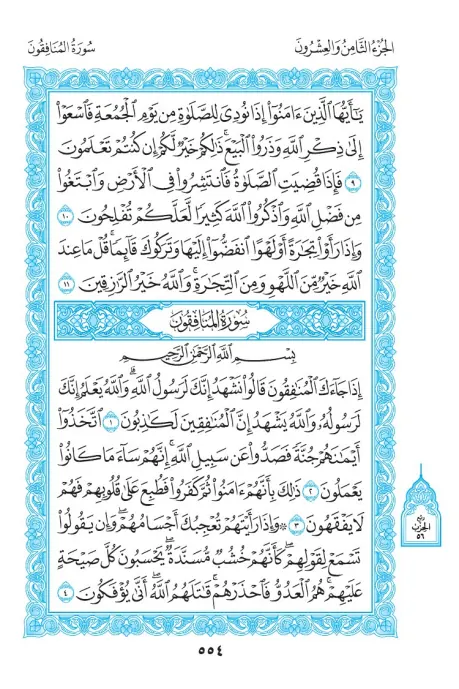 الجزء الثامن والعشرون
سورة المنافقون
يَٰٓأَيُّهَا ٱلَّذِينَ ءَامَنُوٓا۟ إِذَا نُودِىَ لِلصَّلَوٰةِ مِن يَوْمِ ٱلْجُمُعَةِ فَٱسْعَوْا۟
إِلَىٰ ذِكْرِ ٱللَّهِ وَذَرُوا۟ ٱلْبَيْعَ ۚ ذَٰلِكُمْ خَيْرٌ لَّكُمْ إِن كُنتُمْ تَعْلَمُونَ
٩ فَإِذَا قُضِيَتِ ٱلصَّلَوٰةُ فَٱنتَشِرُوا۟ فِى ٱلْأَرْضِ وَٱبْتَغُوا۟
مِن فَضْلِ ٱللَّهِ وَٱذْكُرُوا۟ ٱللَّهَ كَثِيرًا لَّعَلَّكُمْ تُفْلِحُونَ ١٠
وَإِذَا رَأَوْا۟ تِجَٰرَةً أَوْ لَهْوًا ٱنفَضُّوٓا۟ إِلَيْهَا وَتَرَكُوكَ قَآئِمًا ۚ قُلْ مَا عِندَ
ٱللَّهِ خَيْرٌ مِّنَ ٱللَّهْوِ وَمِنَ ٱلتِّجَٰرَةِ ۚ وَٱللَّهُ خَيْرُ ٱلرَّٰزِقِينَ ١١
سورة المنافقون
بِسْمِ ٱللَّهِ ٱلرَّحْمَٰنِ ٱلرَّحِيمِ
إِذَا جَآءَكَ ٱلْمُنَٰفِقُونَ قَالُوا۟ نَشْهَدُ إِنَّكَ لَرَسُولُ ٱللَّهِ ۗ وَٱللَّهُ يَعْلَمُ إِنَّكَ
لَرَسُولُهُۥ وَٱللَّهُ يَشْهَدُ إِنَّ ٱلْمُنَٰفِقِينَ لَكَٰذِبُونَ ١ ٱتَّخَذُوٓا۟
أَيْمَٰنَهُمْ جُنَّةً فَصَدُّوا۟ عَن سَبِيلِ ٱللَّهِ ۚ إِنَّهُمْ سَآءَ مَا كَانُوا۟
يَعْمَلُونَ ٢ ذَٰلِكَ بِأَنَّهُمْ ءَامَنُوا۟ ثُمَّ كَفَرُوا۟ فَطُبِعَ عَلَىٰ قُلُوبِهِمْ فَهُمْ
لَا يَفْقَهُونَ ٣ ۞ وَإِذَا رَأَيْتَهُمْ تُعْجِبُكَ أَجْسَامُهُمْ ۖ وَإِن يَقُولُوا۟
تَسْمَعْ لِقَوْلِهِمْ ۖ كَأَنَّهُمْ خُشُبٌ مُّسَنَّدَةٌ ۖ يَحْسَبُونَ كُلَّ صَيْحَةٍ
عَلَيْهِمْ ۚ هُمُ ٱلْعَدُوُّ فَٱحْذَرْهُمْ ۚ قَٰتَلَهُمُ ٱللَّهُ ۖ أَنَّىٰ يُؤْفَكُونَ ٤
الحزب
٥٦
٥٥٤